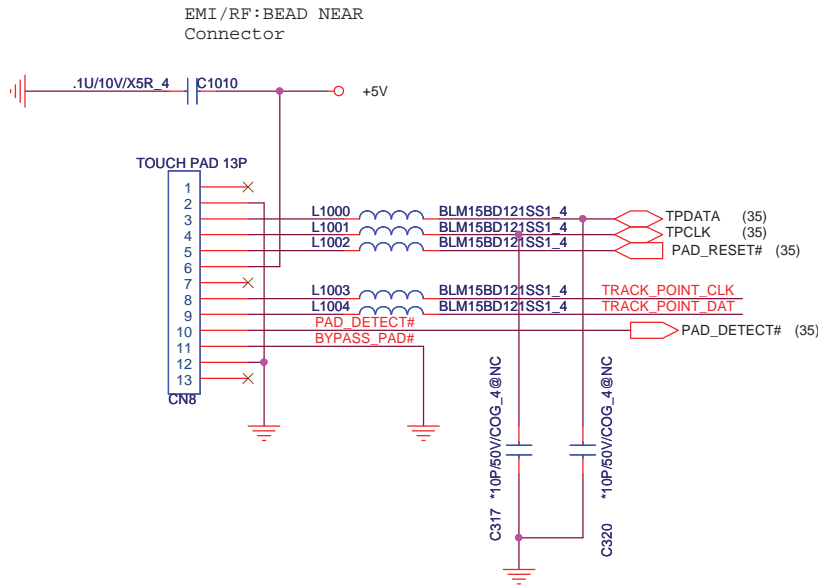 EMI/RF:BEAD NEAR
Connector
.1U/10V/X5R_4 C1010
+5V
TOUCH PAD 13P
1
2
3 L1000 BLM15BD121SS1_4 TPDATA (35)
4 L1001 BLM15BD121SS1_4 TPCLK (35)
5 L1002 BLM15BD121SS1_4 PAD_RESET# (35)
6
7
8 L1003 BLM15BD121SS1_4 TRACK_POINT_CLK
9 L1004 BLM15BD121SS1_4 TRACK_POINT_DAT
10 PAD_DETECT# PAD_DETECT# (35)
11 BYPASS_PAD#
12
13
CN8
C317 *10P/50V/COG_4@NC
C320 *10P/50V/COG_4@NC